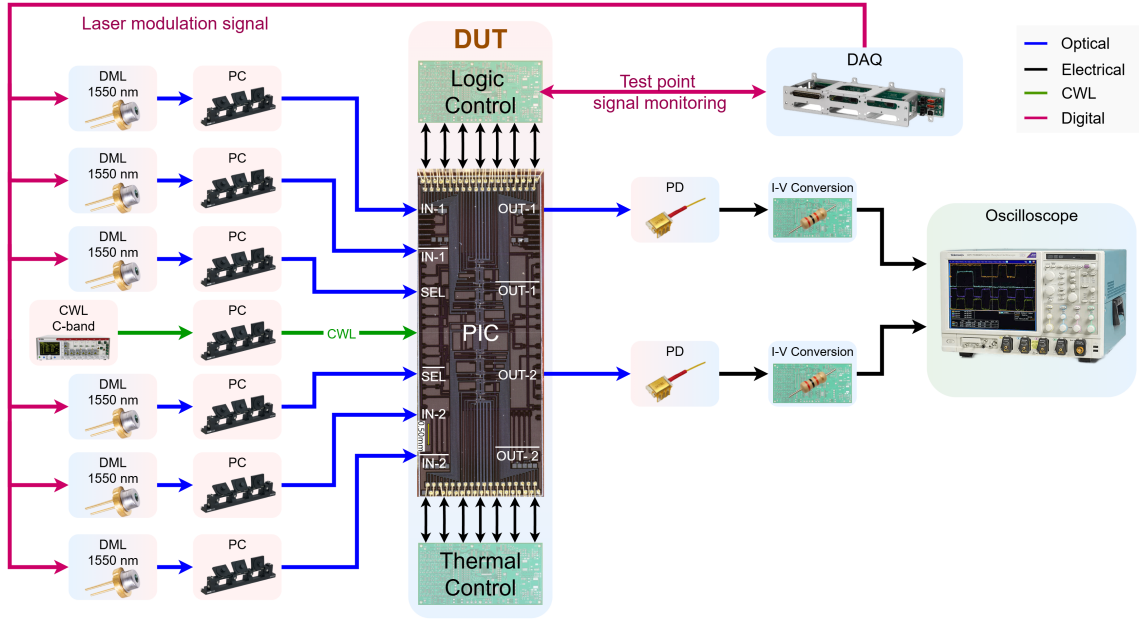 Laser modulation signal
DUT
Logic
Control
Test point
signal monitoring
DAQ
Optical
Electrical
CWL
Digital
DML
1550 nm
PC
DML
1550 nm
PC
DML
1550 nm
PC
CWL
C-band
PC
CWL
DML
1550 nm
PC
DML
1550 nm
PC
DML
1550 nm
PC
IN-1
IN-1
SEL
PIC
SEL
IN-2
0.50mm
IN-2
OUT-1
OUT-1
OUT-2
OUT- 2
Thermal
Control
PD
I-V Conversion
PD
I-V Conversion
Oscilloscope